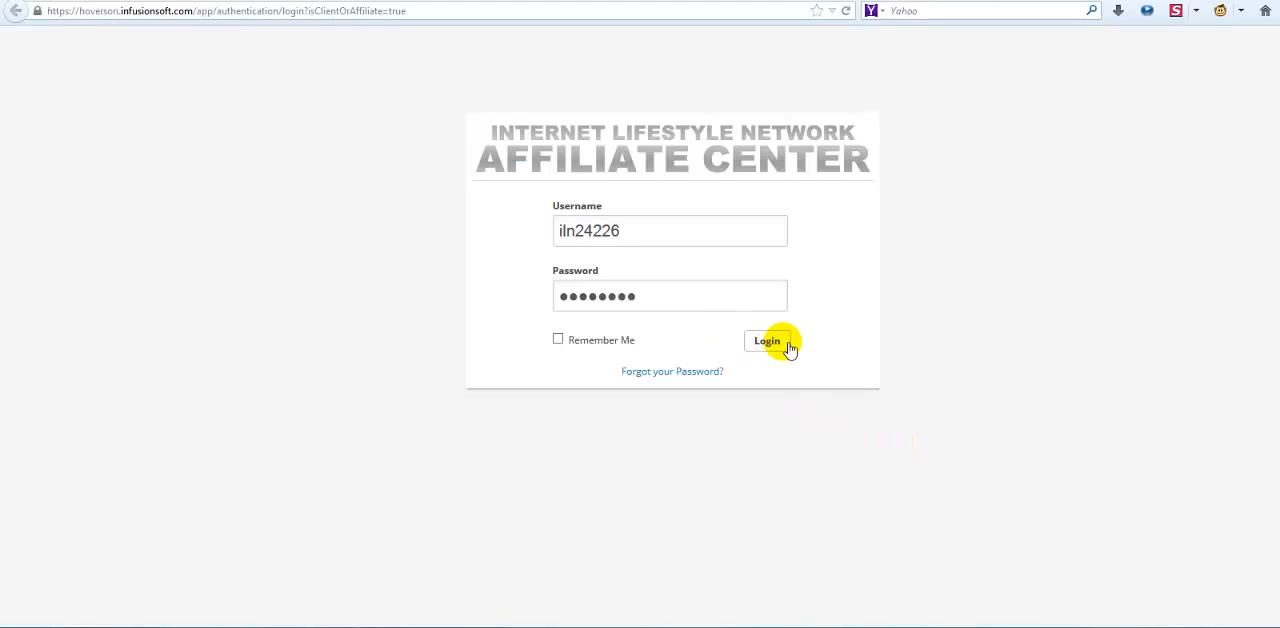 https://hoverson.infusionsoft.com/app/authentication/login?isClientOrAffiliate=true
Yahoo
INTERNET LIFESTYLE NETWORK
AFFILIATE CENTER
Username
iln24226
Password
Remember Me
Login
Forgot your Password?